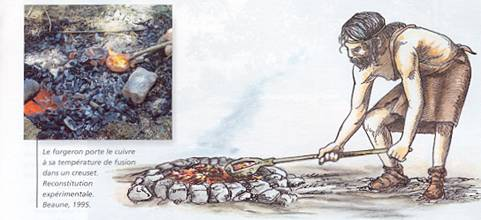 Le forgeron porte le cuivre
à sa température de fusion
dans un creuset.
Reconstitution
expérimentale.
Beaune, 1995.